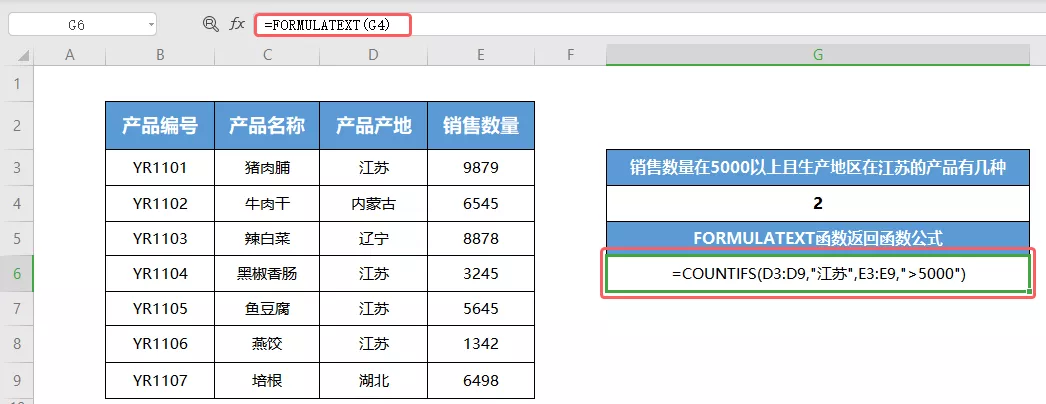 G6 fx =FORMULATEXT(G4)
A B C D E F G
1
2 产品编号 产品名称 产品产地 销售数量
3 YR1101 猪肉脯 江苏 9879 销售数量在5000以上且生产地区在江苏的产品有几种
4 YR1102 牛肉干 内蒙古 6545 2
5 YR1103 辣白菜 辽宁 8878 FORMULATEXT函数返回函数公式
6 YR1104 黑椒香肠 江苏 3245 =COUNTIFS(D3:D9,"江苏",E3:E9,">5000")
7 YR1105 鱼豆腐 江苏 5645
8 YR1106 燕饺 江苏 1342
9 YR1107 培根 湖北 6498